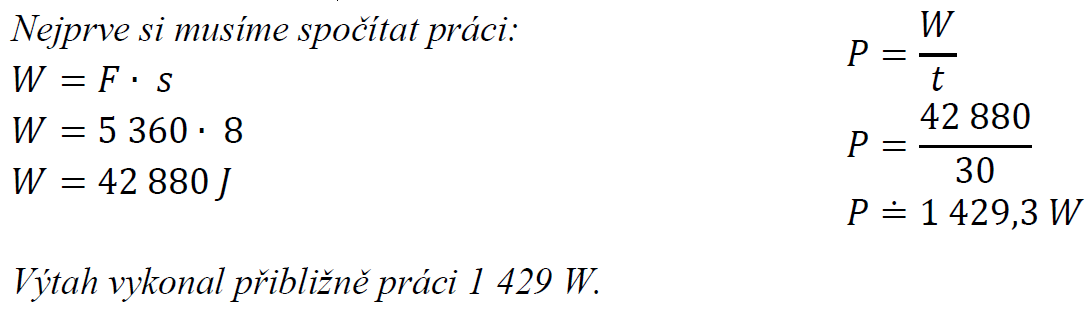 Nejprve si musíme spočítat práci:
W = F · s
W = 5 360 · 8
W = 42 880 J
P = W/t
P = 42 880/30
P ≐ 1 429,3 W
Výtah vykonal přibližně práci 1 429 W.